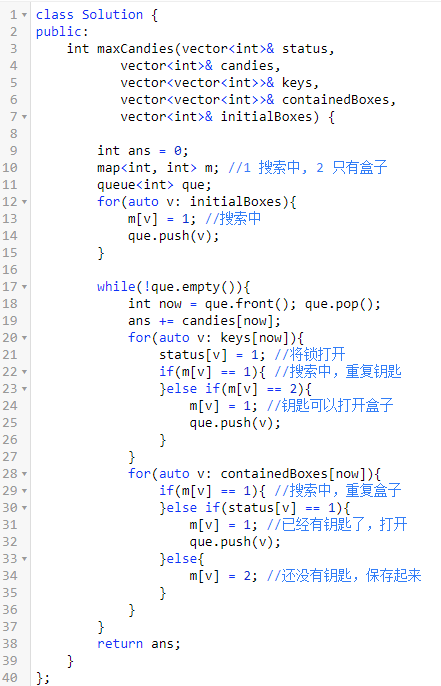 1 class Solution {
2 public:
3     int maxCandies(vector<int>& status,
4            vector<int>& candies,
5            vector<vector<int>>& keys,
6            vector<vector<int>>& containedBoxes,
7            vector<int>& initialBoxes) {
8
9         int ans = 0;
10         map<int, int> m; //1 搜索中, 2 只有盒子
11         queue<int> que;
12         for(auto v: initialBoxes){
13             m[v] = 1; //搜索中
14             que.push(v);
15         }
16
17         while(!que.empty()){
18             int now = que.front(); que.pop();
19             ans += candies[now];
20             for(auto v: keys[now]){
21                 status[v] = 1; //将锁打开
22                 if(m[v] == 1){ //搜索中，重复钥匙
23                 }else if(m[v] == 2){
24                     m[v] = 1; //钥匙可以打开盒子
25                     que.push(v);
26                 }
27             }
28             for(auto v: containedBoxes[now]){
29                 if(m[v] == 1){ //搜索中，重复盒子
30                 }else if(status[v] == 1){
31                     m[v] = 1; //已经有钥匙了，打开
32                     que.push(v);
33                 }else{
34                     m[v] = 2; //还没有钥匙，保存起来
35                 }
36             }
37         }
38         return ans;
39     }
40 };